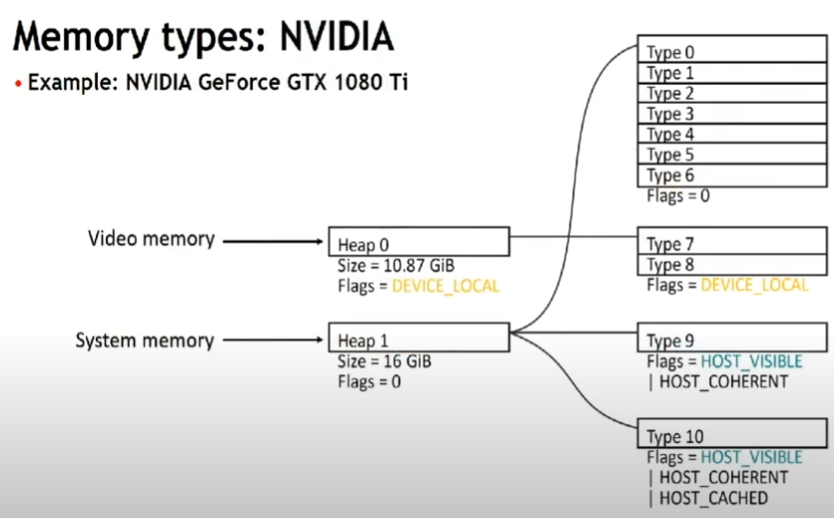 Memory types: NVIDIA
• Example: NVIDIA GeForce GTX 1080 Ti
Type 0
Type 1
Type 2
Type 3
Type 4
Type 5
Type 6
Flags = 0
Video memory
Heap 0
Size = 10.87 GiB
Flags = DEVICE_LOCAL
Type 7
Type 8
Flags = DEVICE_LOCAL
System memory
Heap 1
Size = 16 GiB
Flags = 0
Type 9
Flags = HOST_VISIBLE
| HOST_COHERENT
Type 10
Flags = HOST_VISIBLE
| HOST_COHERENT
| HOST_CACHED